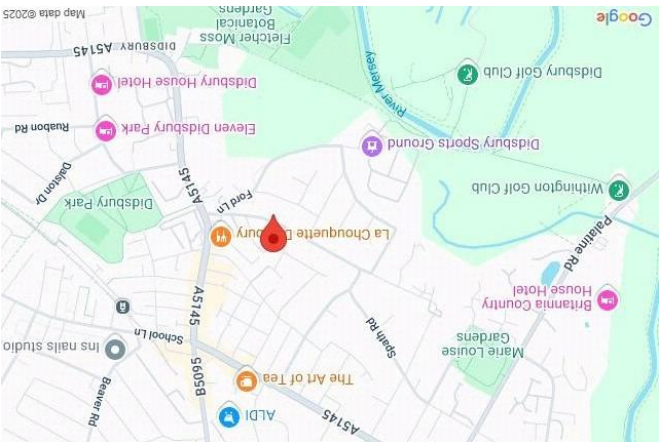 A5145
ALDI
Beaver Rd
The Art of Tea
B5095
A5145
Marie Louise
Gardens
Spath Rd
School Ln
Ins nails studio
Britannia Country
House Hotel
A5145
Palatine Rd
La Chouquette D bury
Ford Ln
Didsbury Park
Withington Golf Club
A5145
Dalston Dr
Didsbury Sports Ground
Eleven Didsbury Park
Ruabon Rd
River Mersey
Didsbury Golf Club
Didsbury House Hotel
Fletcher Moss
Botanical
Gardens
DIDSBURY
A5145
Google
Map data ©2025